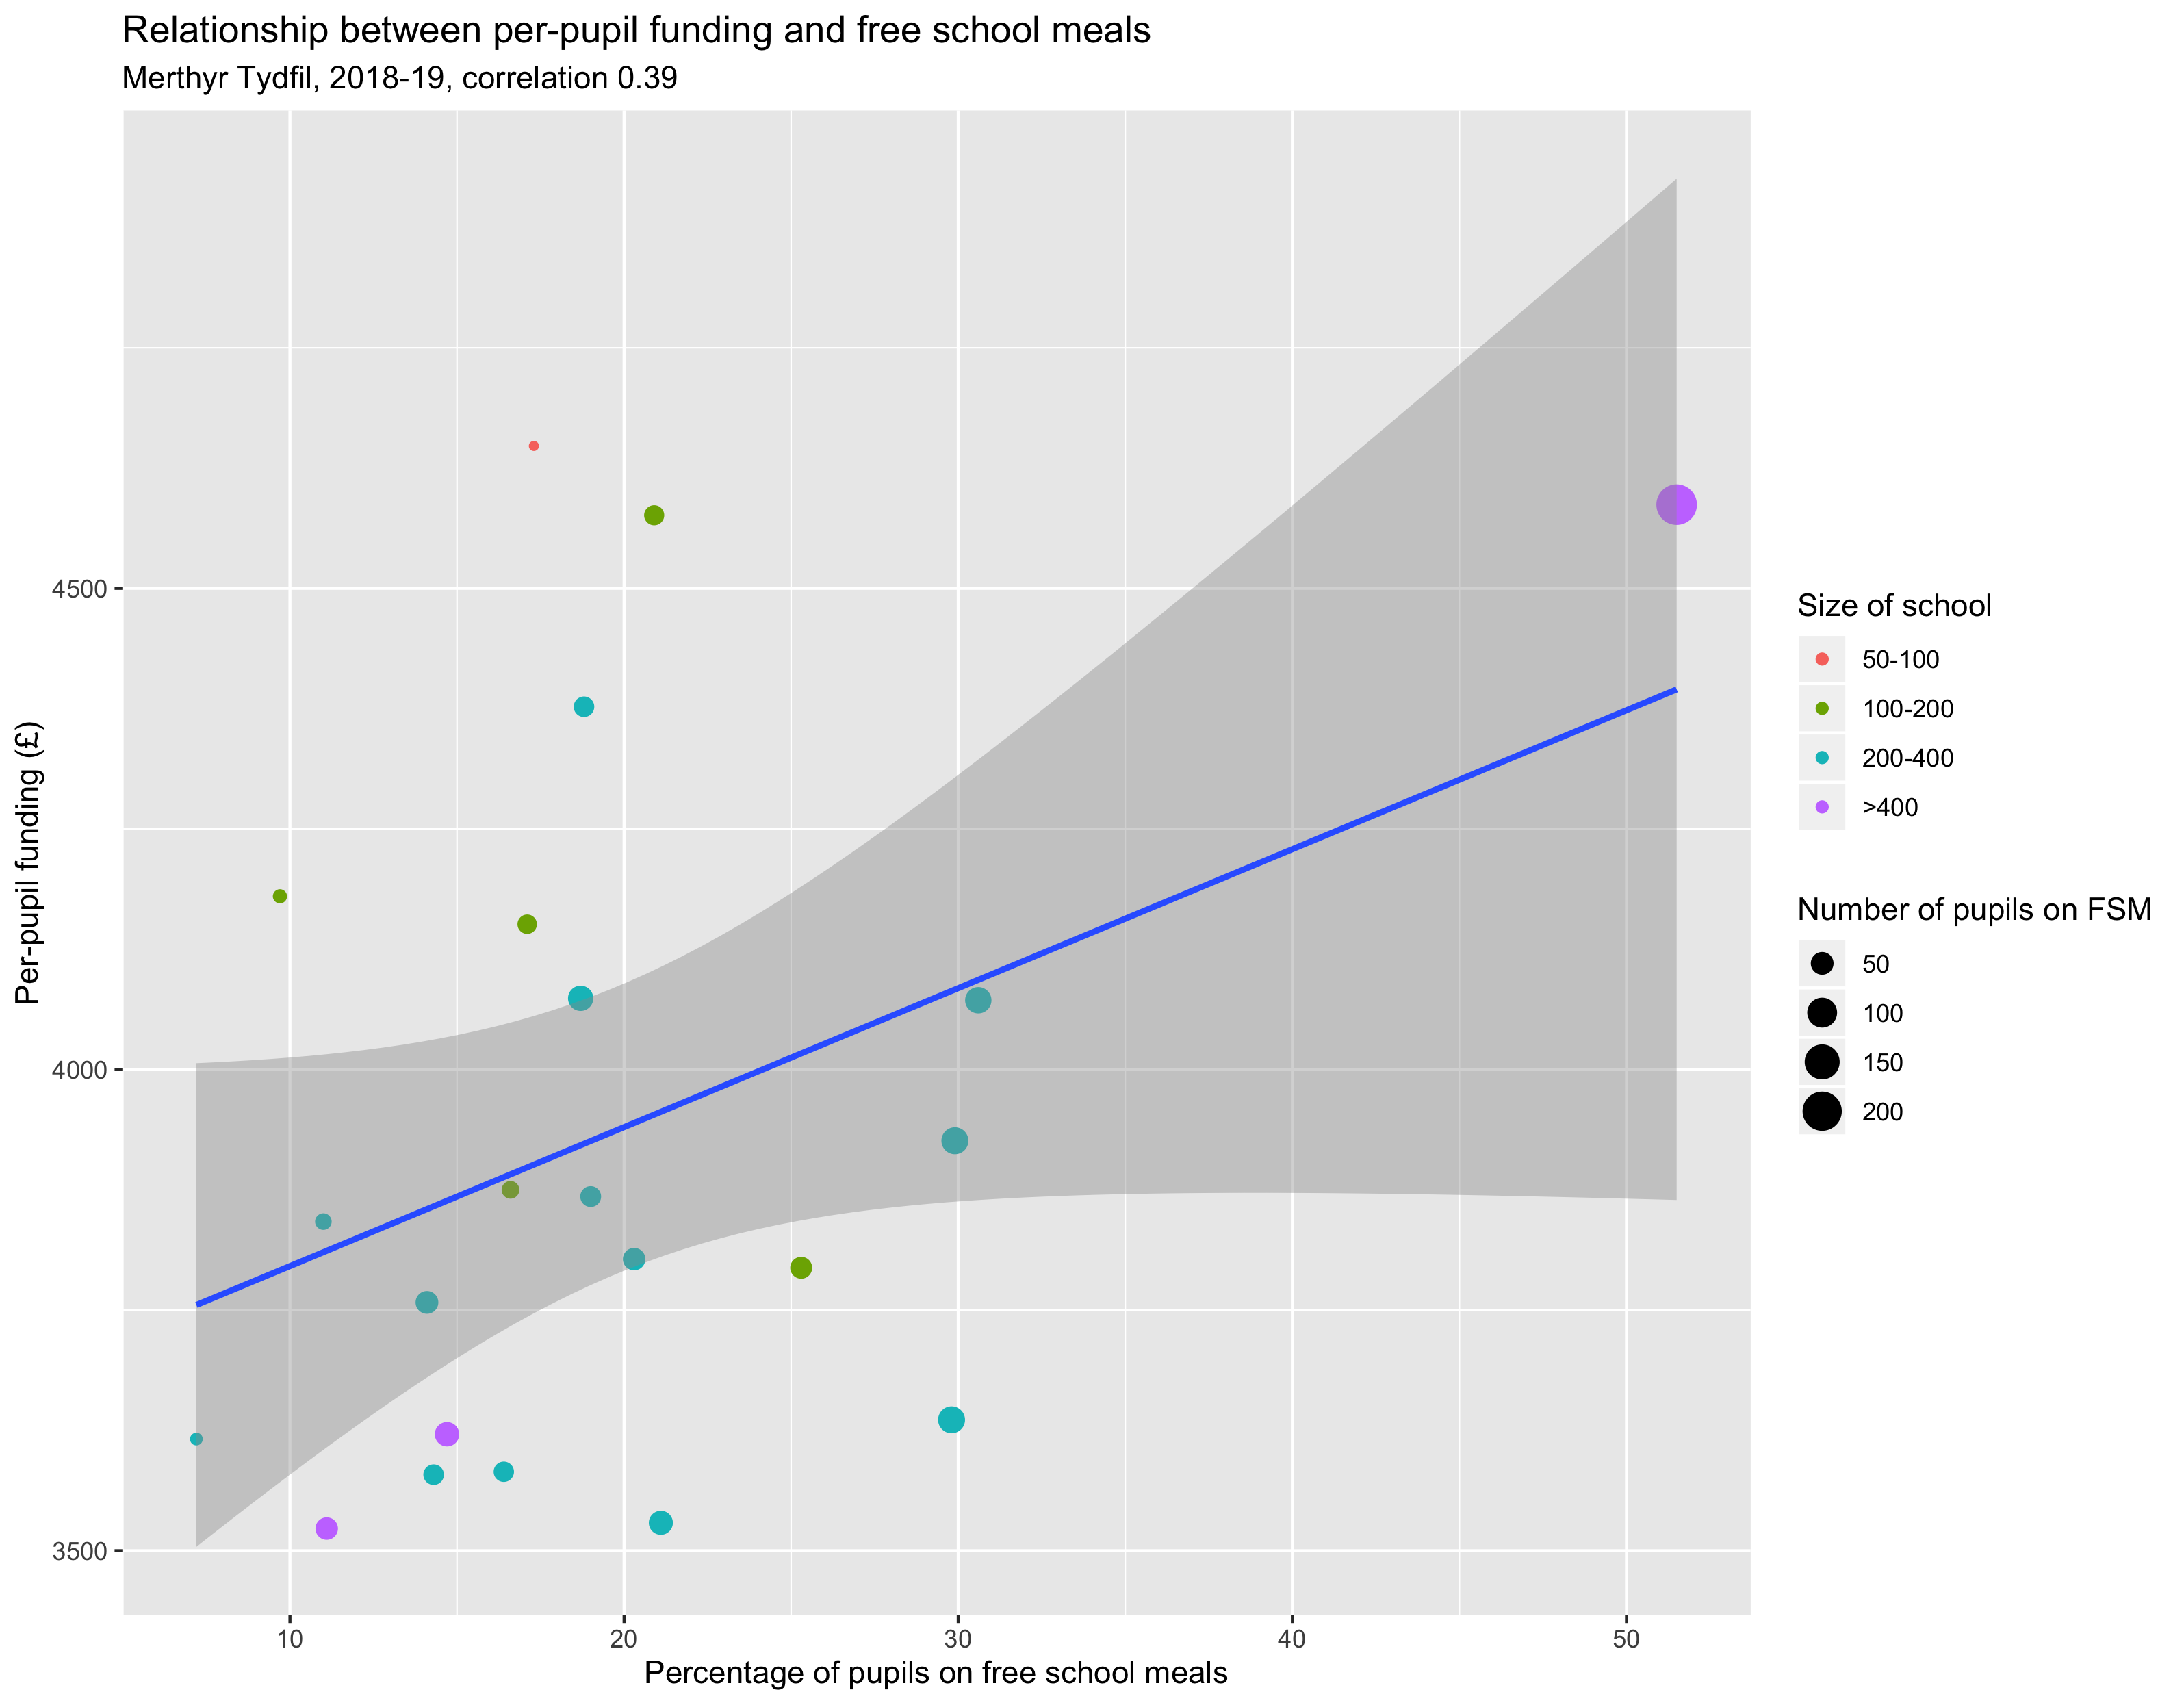 Relationship between per-pupil funding and free school meals
Merthyr Tydfil, 2018-19, correlation 0.39
Per-pupil funding (£)
4500
4000
3500
10
20
30
40
50
Percentage of pupils on free school meals
Size of school
50-100
100-200
200-400
>400
Number of pupils on FSM
50
100
150
200